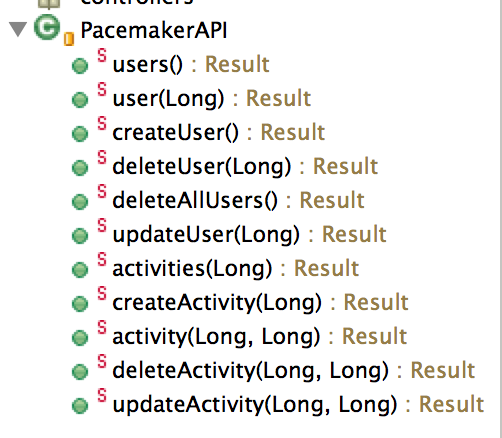 controllers
PacemakerAPI
S users() : Result
S user(Long) : Result
S createUser() : Result
S deleteUser(Long) : Result
S deleteAllUsers() : Result
S updateUser(Long) : Result
S activities(Long) : Result
S createActivity(Long) : Result
S activity(Long, Long) : Result
S deleteActivity(Long, Long) : Result
S updateActivity(Long, Long) : Result